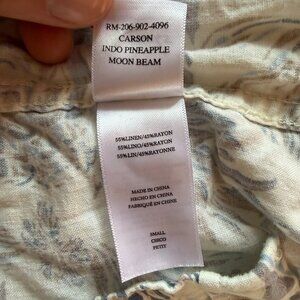 RM-206-902-4096
CARSON
INDO PINEAPPLE
MOON BEAM
55%LINEN/45%RAYON
55%LINO/45%RAYON
55%LIN/45%RAYONNE
MADE IN CHINA
HECHO EN CHINA
FABRIQUÉ EN CHINE
SMALL
CHICO
PETIT